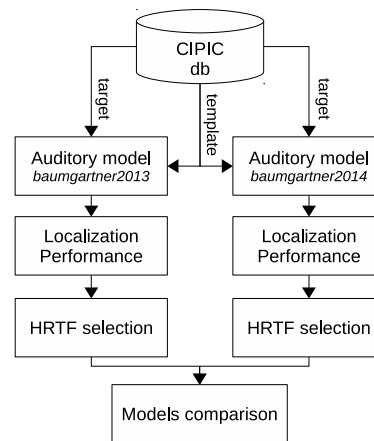 CIPIC
db
target
template
target
Auditory model
baumgartner2013
Auditory model
baumgartner2014
Localization
Performance
Localization
Performance
HRTF selection
HRTF selection
Models comparison